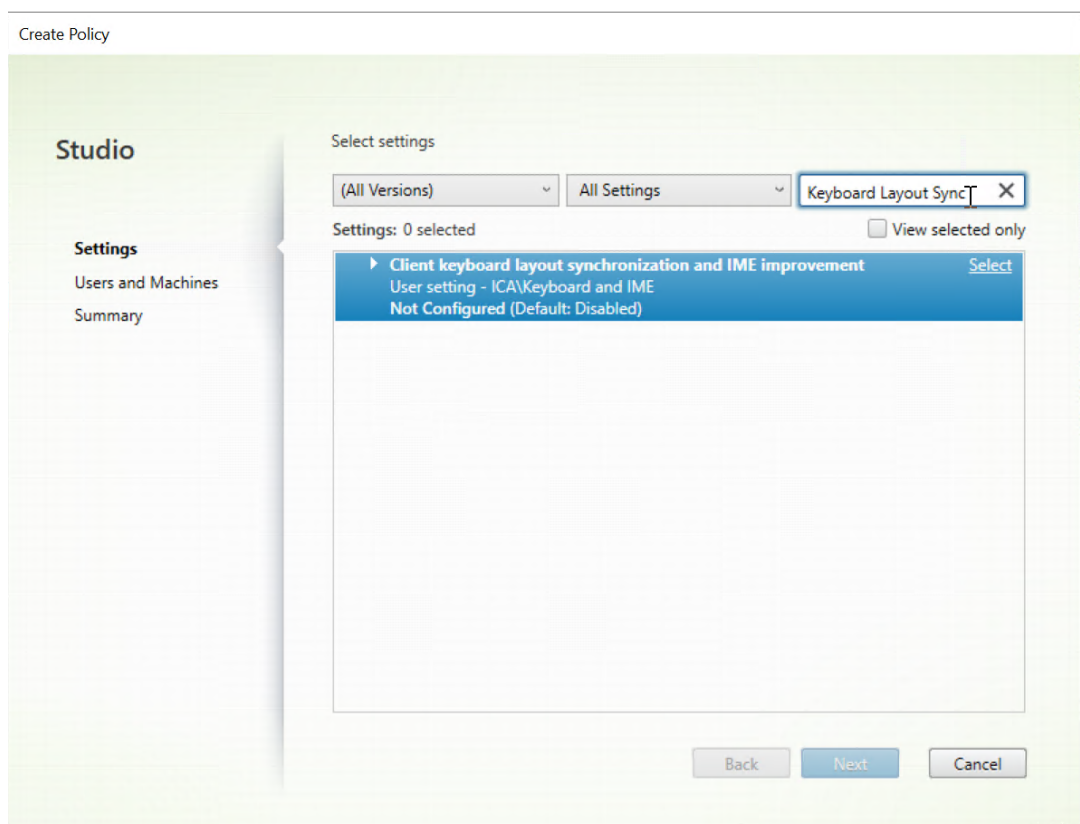 Create Policy
Studio
Settings
Users and Machines
Summary
Select settings
(All Versions) All Settings Keyboard Layout Sync
Settings: 0 selected View selected only
Client keyboard layout synchronization and IME improvement Select
User setting - ICA\Keyboard and IME
Not Configured (Default: Disabled)
Back Next Cancel